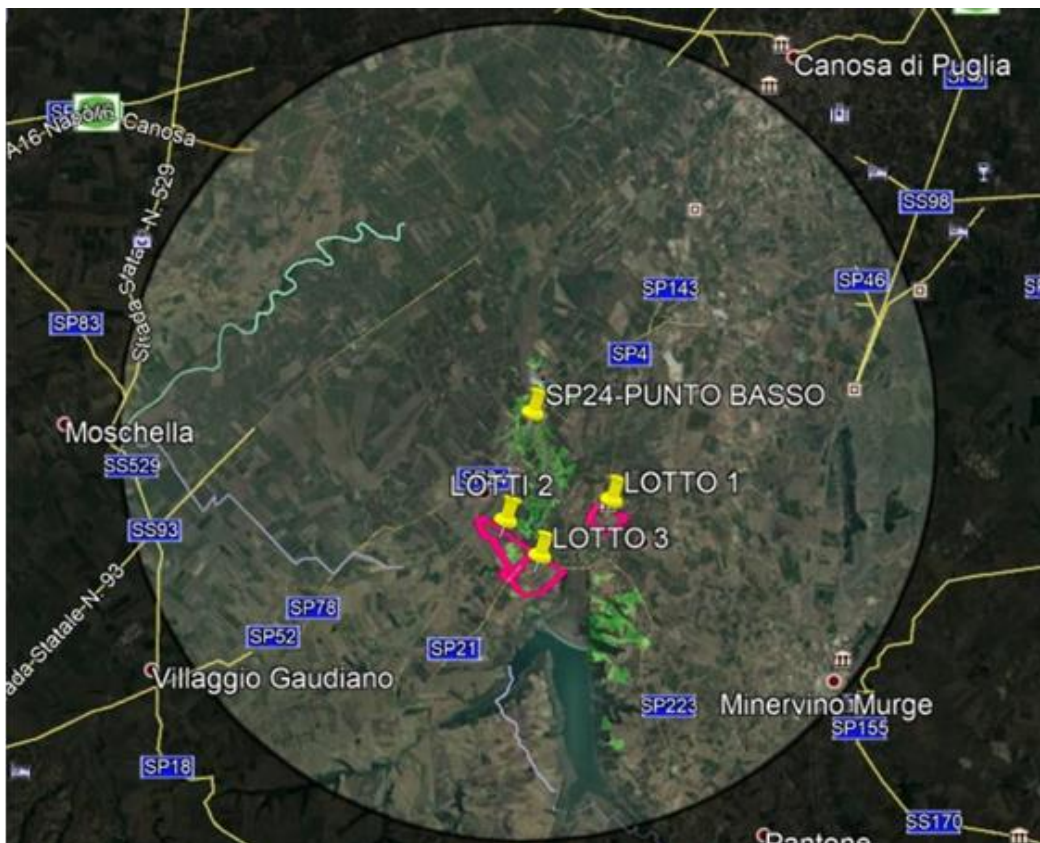 Canosa di Puglia
A16-Napoli Canosa
Strada-Statale-N.-529
SS98
SP46
SP143
SP83
SP4
SP24-PUNTO BASSO
Moschella
SS529
LOTTI 2
LOTTO 1
SS93
LOTTO 3
ada-Statale-N.-93
SP78
SP52
SP21
Villaggio Gaudiano
SP223
Minervino Murge
SP155
SP18
SS170